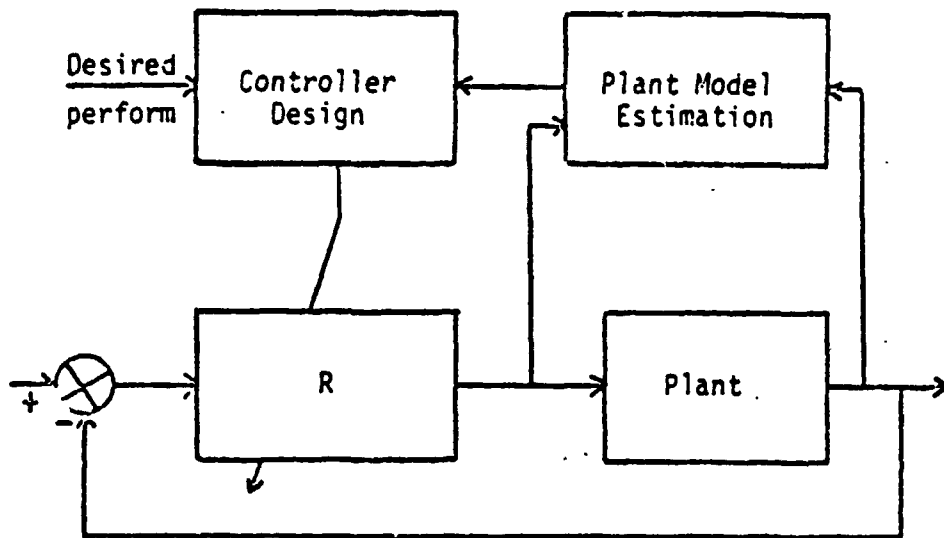 Desired
perform
Controller
Design
Plant Model
Estimation
R
Plant
+
-